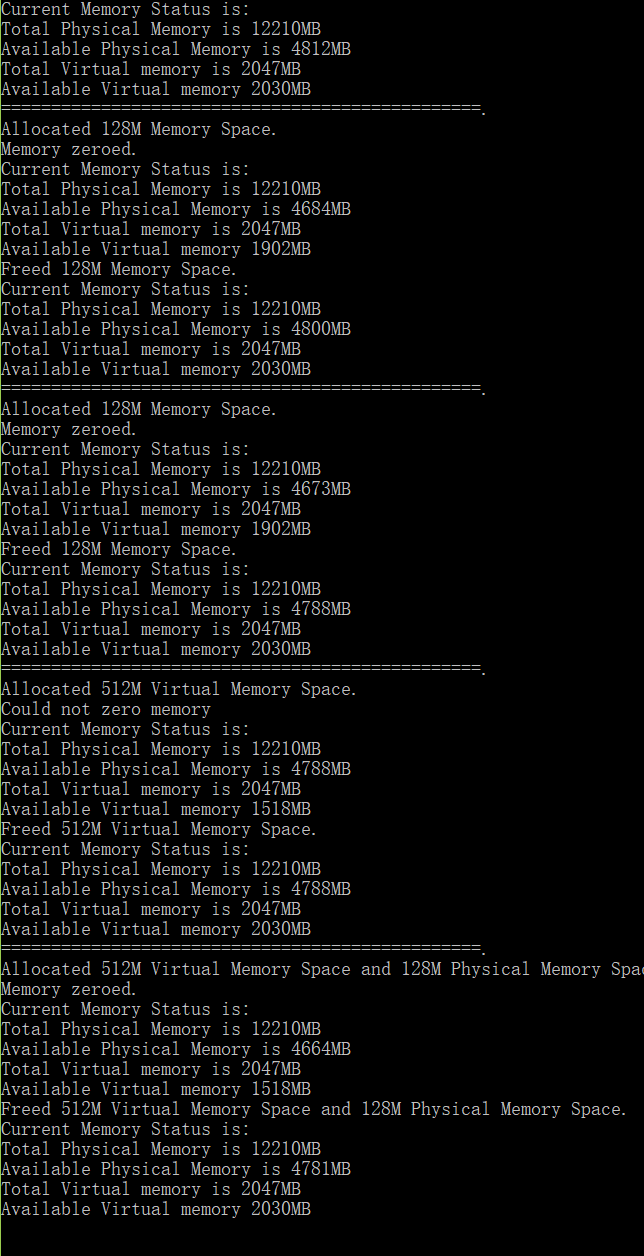 Current Memory Status is:
Total Physical Memory is 12210MB
Available Physical Memory is 4812MB
Total Virtual memory is 2047MB
Available Virtual memory 2030MB
================================================.
Allocated 128M Memory Space.
Memory zeroed.
Current Memory Status is:
Total Physical Memory is 12210MB
Available Physical Memory is 4684MB
Total Virtual memory is 2047MB
Available Virtual memory 1902MB
Freed 128M Memory Space.
Current Memory Status is:
Total Physical Memory is 12210MB
Available Physical Memory is 4800MB
Total Virtual memory is 2047MB
Available Virtual memory 2030MB
================================================.
Allocated 128M Memory Space.
Memory zeroed.
Current Memory Status is:
Total Physical Memory is 12210MB
Available Physical Memory is 4673MB
Total Virtual memory is 2047MB
Available Virtual memory 1902MB
Freed 128M Memory Space.
Current Memory Status is:
Total Physical Memory is 12210MB
Available Physical Memory is 4788MB
Total Virtual memory is 2047MB
Available Virtual memory 2030MB
================================================.
Allocated 512M Virtual Memory Space.
Could not zero memory
Current Memory Status is:
Total Physical Memory is 12210MB
Available Physical Memory is 4788MB
Total Virtual memory is 2047MB
Available Virtual memory 1518MB
Freed 512M Virtual Memory Space.
Current Memory Status is:
Total Physical Memory is 12210MB
Available Physical Memory is 4788MB
Total Virtual memory is 2047MB
Available Virtual memory 2030MB
================================================.
Allocated 512M Virtual Memory Space and 128M Physical Memory Spa
Memory zeroed.
Current Memory Status is:
Total Physical Memory is 12210MB
Available Physical Memory is 4664MB
Total Virtual memory is 2047MB
Available Virtual memory 1518MB
Freed 512M Virtual Memory Space and 128M Physical Memory Space.
Current Memory Status is:
Total Physical Memory is 12210MB
Available Physical Memory is 4781MB
Total Virtual memory is 2047MB
Available Virtual memory 2030MB